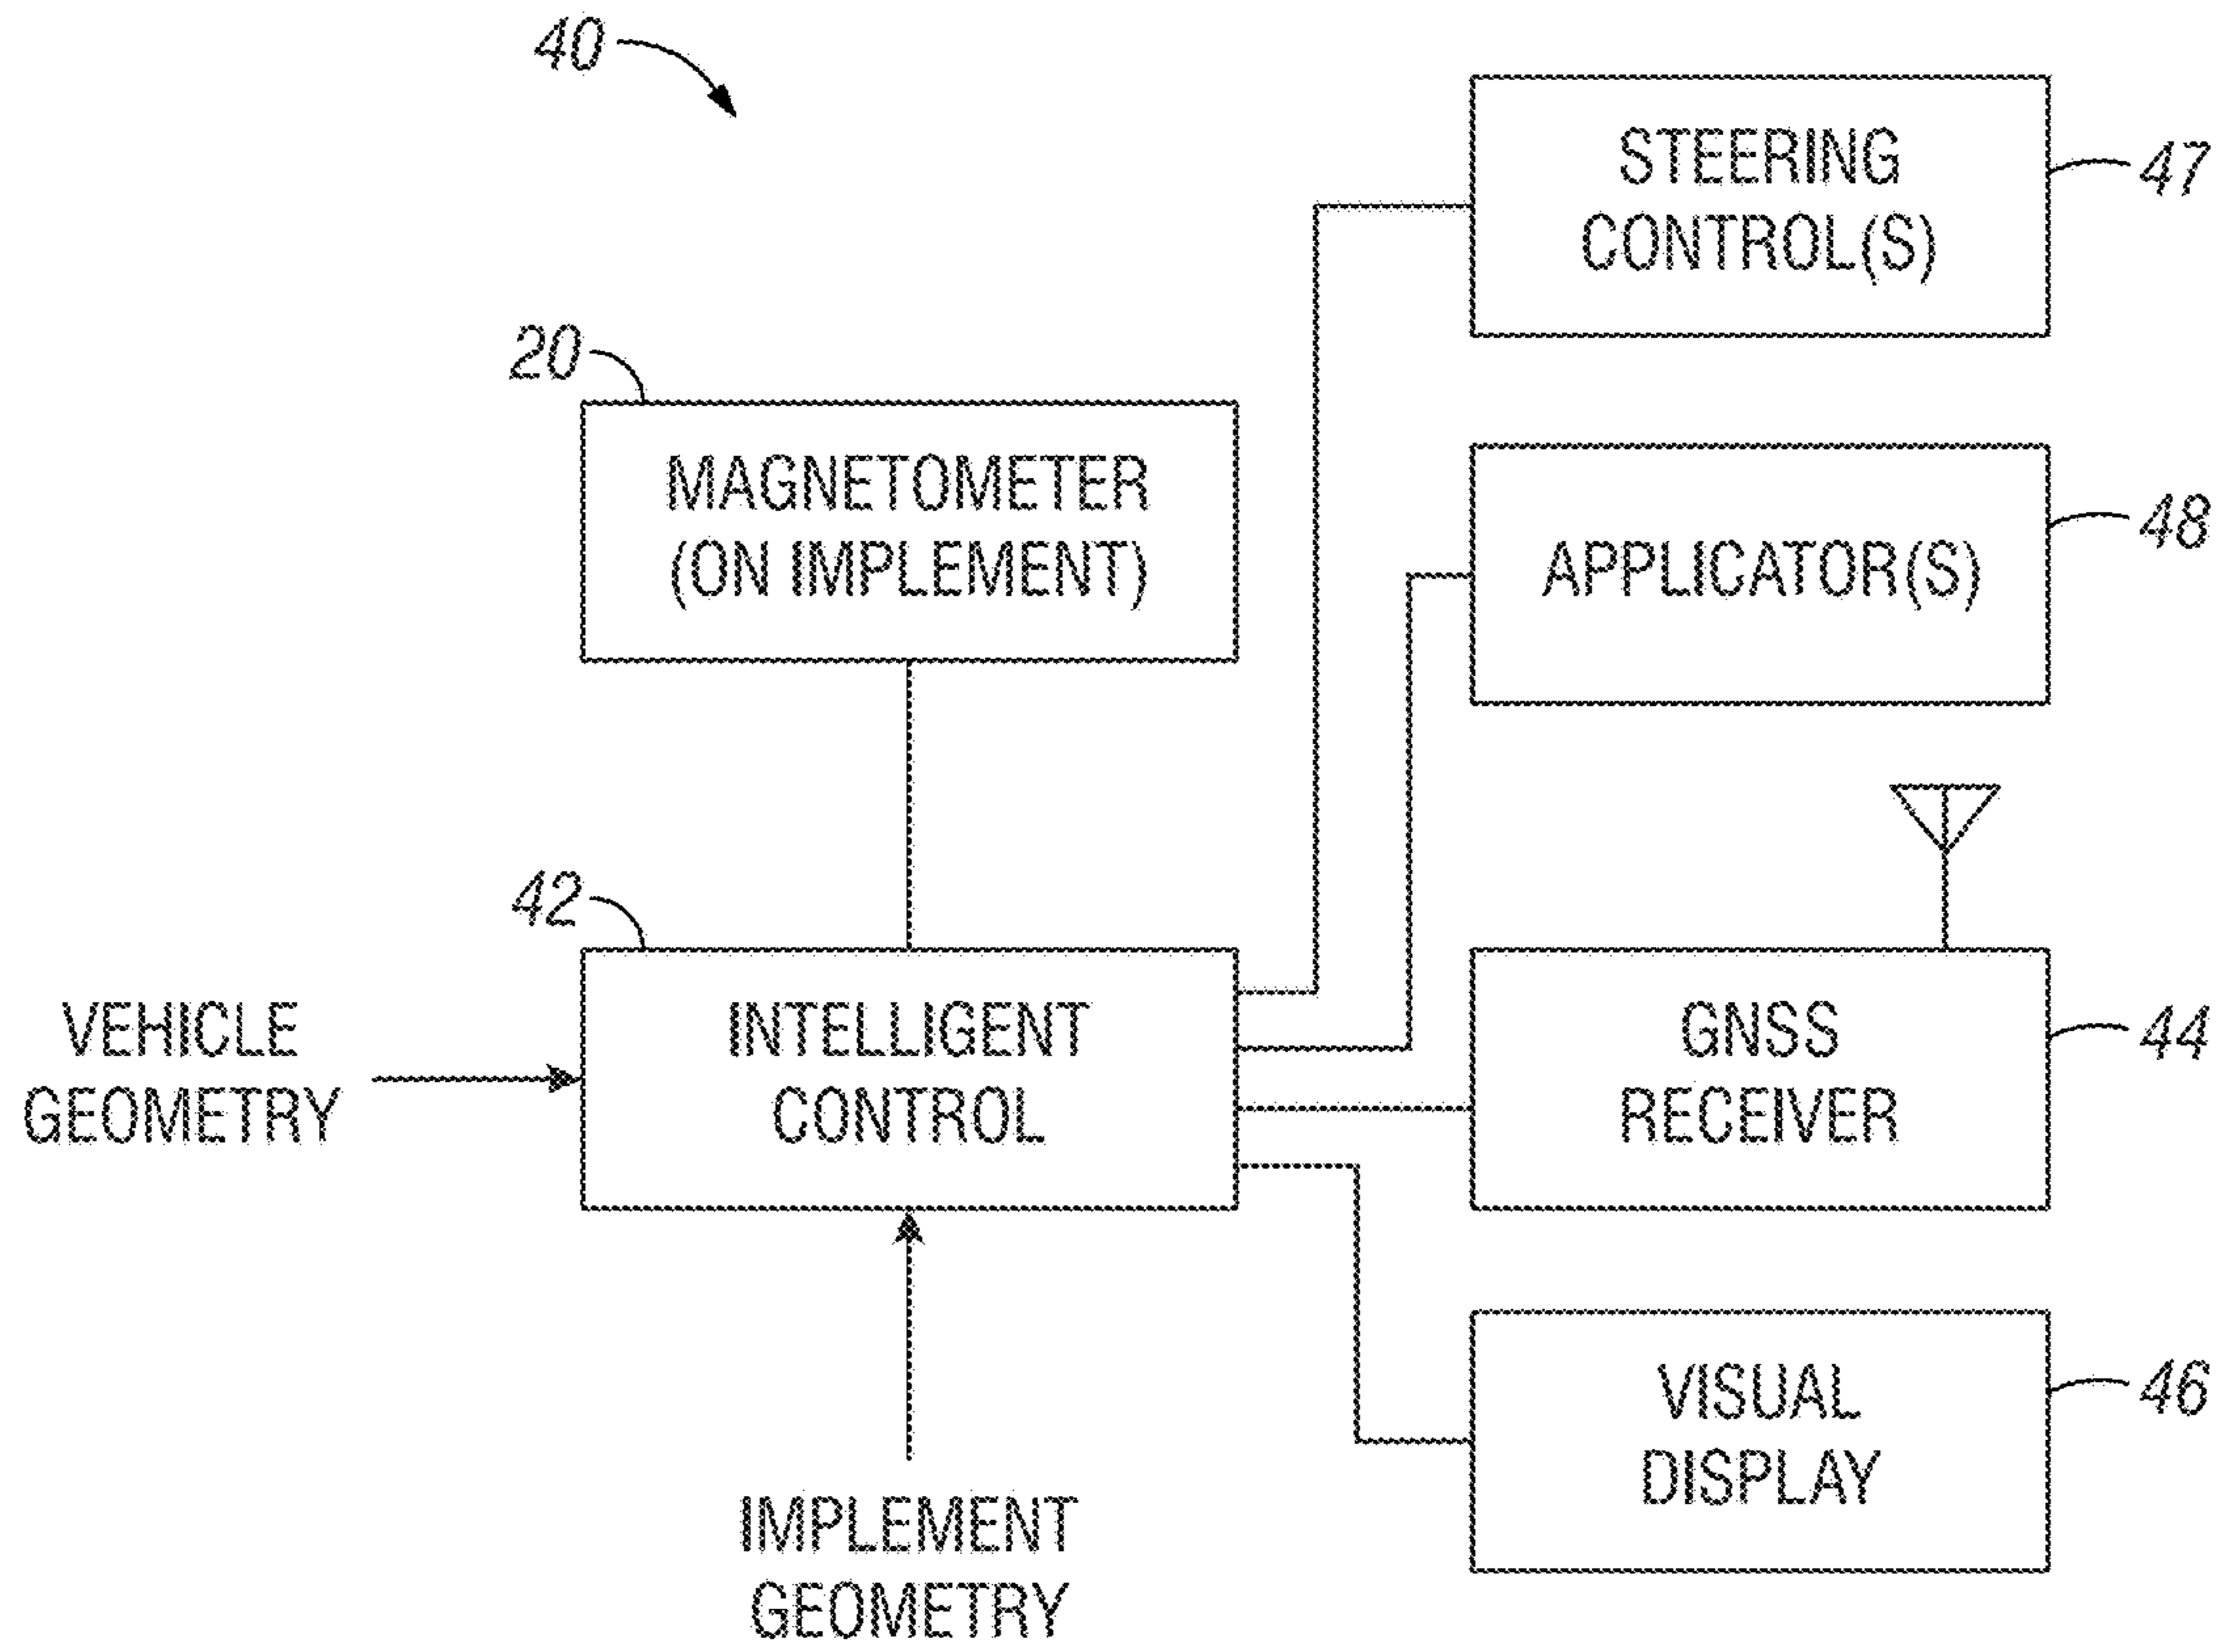 40
STEERING
CONTROL(S)
47
20
MAGNETOMETER
(ON IMPLEMENT)
APPLICATOR(S)
48
42
VEHICLE
GEOMETRY
INTELLIGENT
CONTROL
GNSS
RECEIVER
44
VISUAL
DISPLAY
46
IMPLEMENT
GEOMETRY